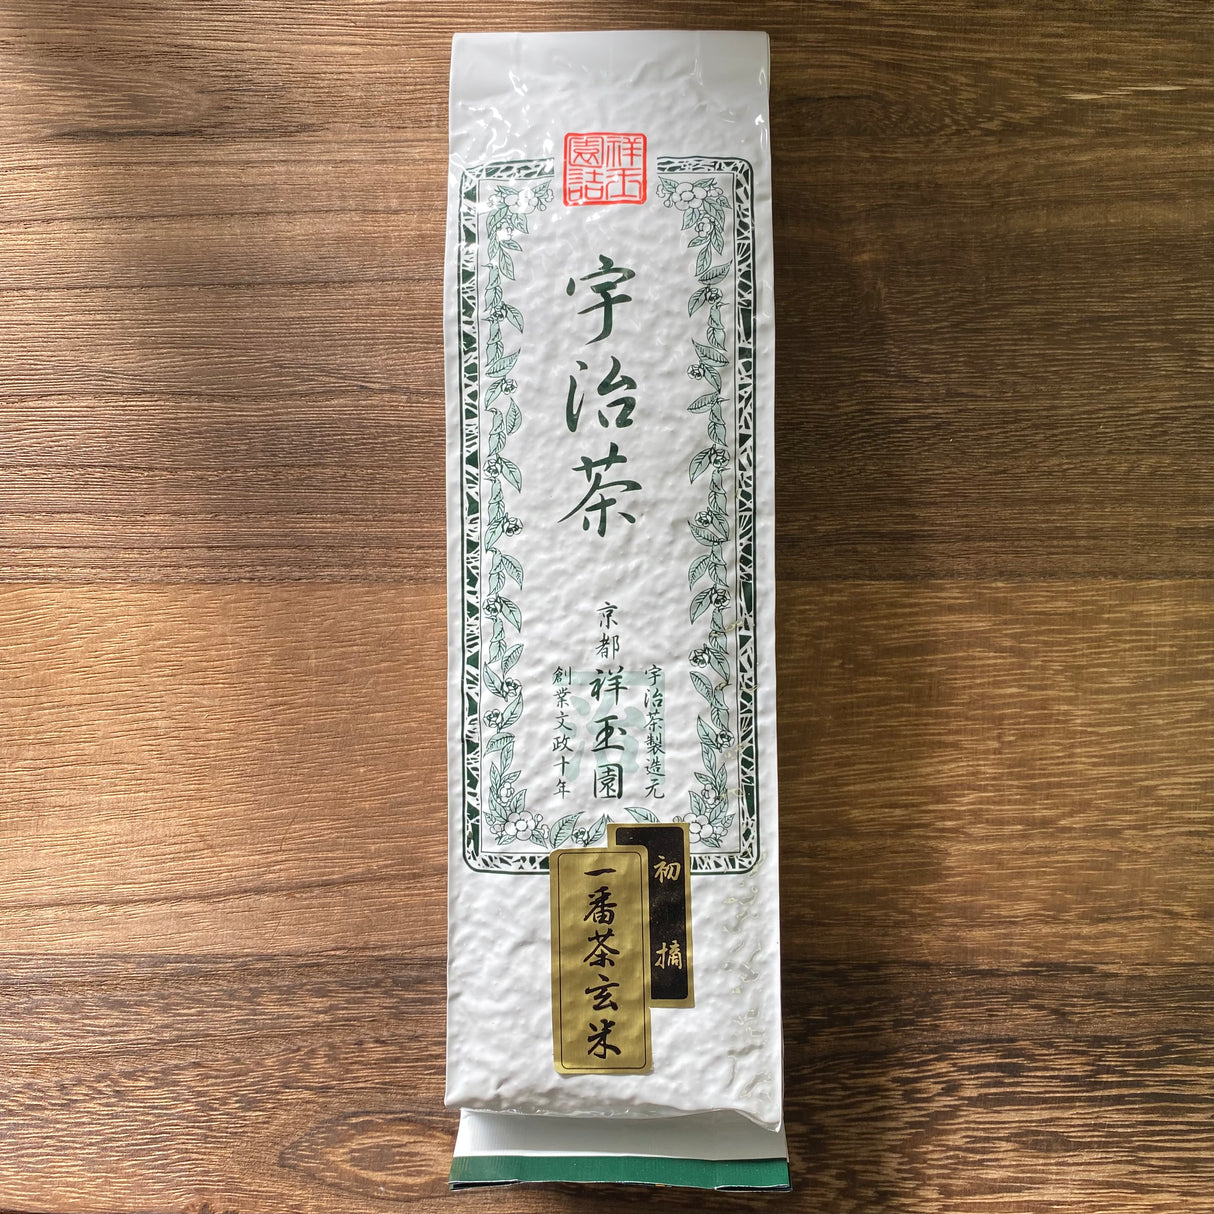 祥玉
園詰
宇治茶
京都
宇治茶製造元
祥玉園
創業文政十年
初摘
一番茶玄米